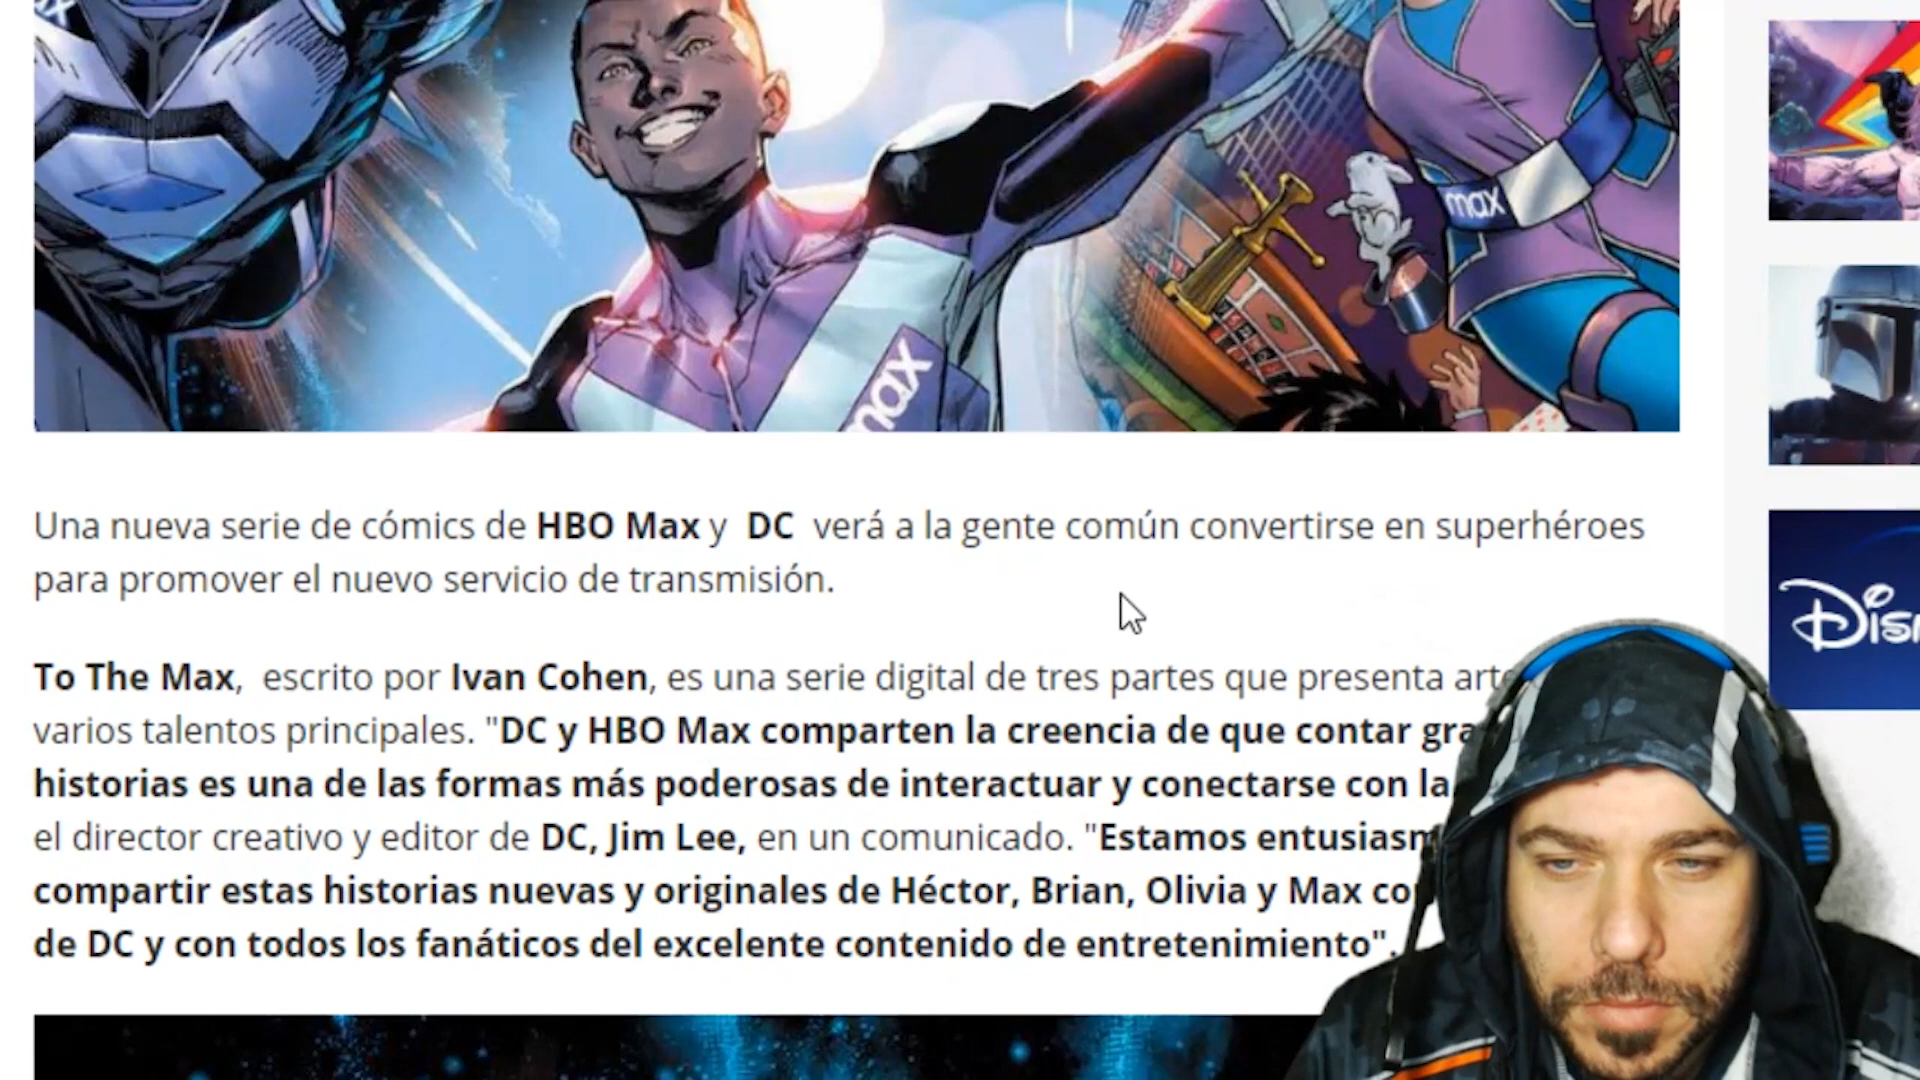 max
max
Una nueva serie de cómics de HBO Max y DC verá a la gente común convertirse en superhéroes
para promover el nuevo servicio de transmisión.
To The Max, escrito por Ivan Cohen, es una serie digital de tres partes que presenta
varios talentos principales. "DC y HBO Max comparten la creencia de que contar
historias es una de las formas más poderosas de interactuar y conectarse con la
el director creativo y editor de DC, Jim Lee, en un comunicado. "Estamos
compartir estas historias nuevas y originales de Héctor, Brian, Olivia y Max
de DC y con todos los fanáticos del excelente contenido de entretenimiento".